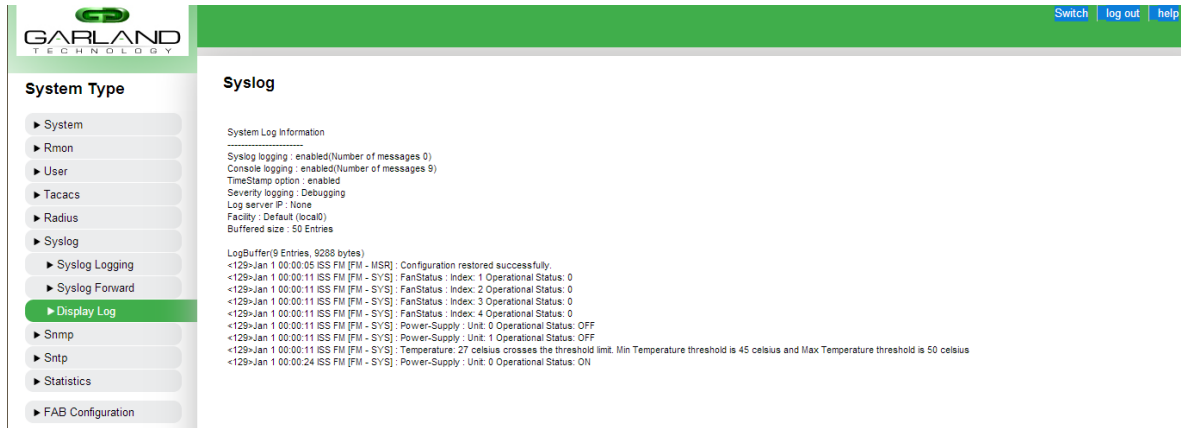 Switch log out help
GARLAND
TECHNOLOGY
System Type
► System
► Rmon
► User
► Tacacs
► Radius
► Syslog
► Syslog Logging
► Syslog Forward
► Display Log
► Snmp
► Sntp
► Statistics
► FAB Configuration
Syslog
System Log Information
----------------------
Syslog logging : enabled(Number of messages 0)
Console logging : enabled(Number of messages 9)
TimeStamp option : enabled
Severity logging : Debugging
Log server IP : None
Facility : Default (local0)
Buffered size : 50 Entries
LogBuffer(9 Entries, 9288 bytes)
<129>Jan 1 00:00:05 ISS FM [FM - MSR] : Configuration restored successfully.
<129>Jan 1 00:00:11 ISS FM [FM - SYS] : FanStatus : Index: 1 Operational Status: 0
<129>Jan 1 00:00:11 ISS FM [FM - SYS] : FanStatus : Index: 2 Operational Status: 0
<129>Jan 1 00:00:11 ISS FM [FM - SYS] : FanStatus : Index: 3 Operational Status: 0
<129>Jan 1 00:00:11 ISS FM [FM - SYS] : FanStatus : Index: 4 Operational Status: 0
<129>Jan 1 00:00:11 ISS FM [FM - SYS] : Power-Supply : Unit: 0 Operational Status: OFF
<129>Jan 1 00:00:11 ISS FM [FM - SYS] : Power-Supply : Unit: 1 Operational Status: OFF
<129>Jan 1 00:00:11 ISS FM [FM - SYS] : Temperature: 27 celsius crosses the threshold limit. Min Temperature threshold is 45 celsius and Max Temperature threshold is 50 celsius
<129>Jan 1 00:00:24 ISS FM [FM - SYS] : Power-Supply : Unit: 0 Operational Status: ON